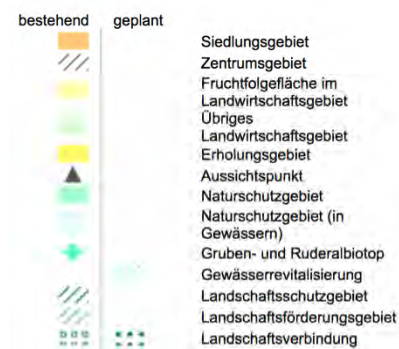 bestehend geplant
Siedlungsgebiet
Zentrumsgebiet
Fruchtfolgefläche im
Landwirtschaftsgebiet
Übriges
Landwirtschaftsgebiet
Erholungsgebiet
Aussichtspunkt
Naturschutzgebiet
Naturschutzgebiet (in
Gewässern)
Gruben- und Ruderalbiotop
Gewässerrevitalisierung
Landschaftsschutzgebiet
Landschaftsförderungsgebiet
Landschaftsverbindung